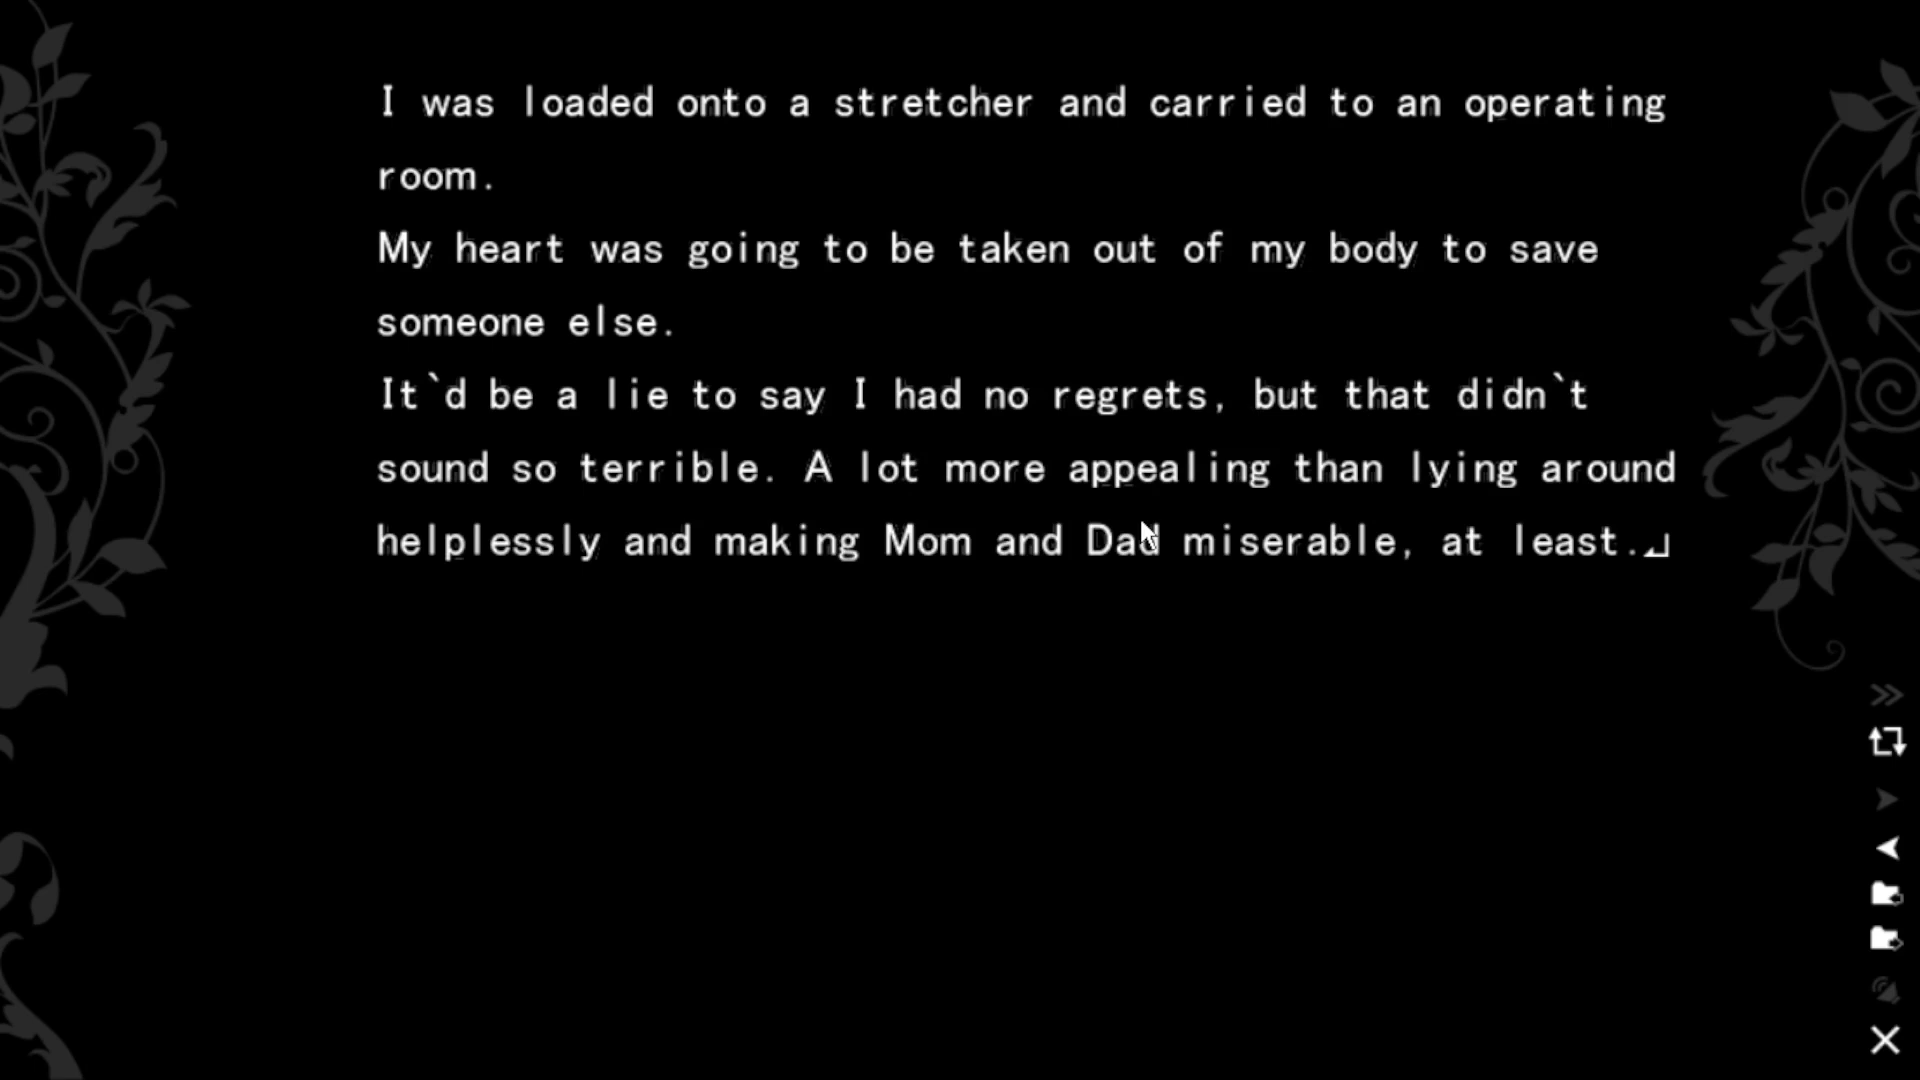 I was loaded onto a stretcher and carried to an operating
room.
My heart was going to be taken out of my body to save
someone else.
It`d be a lie to say I had no regrets, but that didn`t
sound so terrible. A lot more appealing than lying around
helplessly and making Mom and Dad miserable, at least.